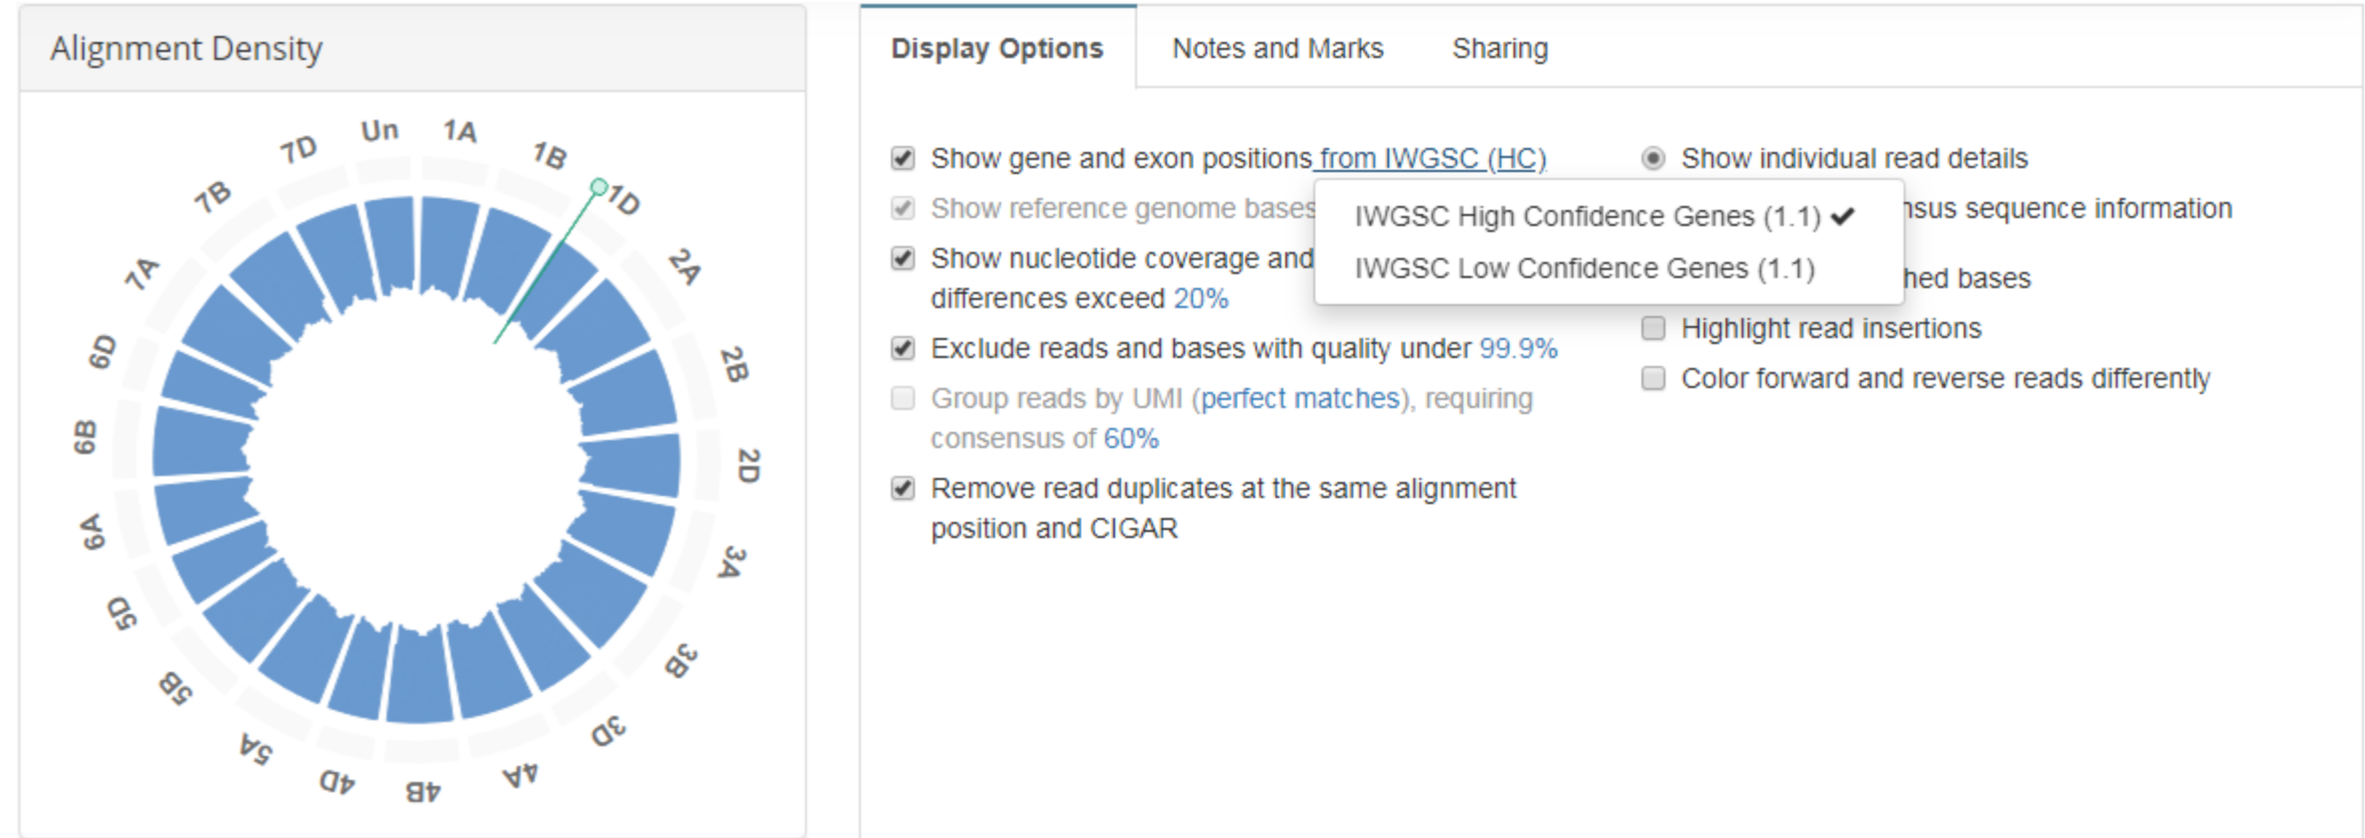 Alignment Density
Un
1A
1B
1D
2A
2B
2D
3A
3B
3D
4A
4B
4D
5A
5B
5D
6A
6B
6D
7A
7B
7D
Display Options
Notes and Marks
Sharing
Show gene and exon positions from IWGSC (HC)
Show reference genome bases
Show nucleotide coverage and
differences exceed 20%
Exclude reads and bases with quality under 99.9%
Group reads by UMI (perfect matches), requiring
consensus of 60%
Remove read duplicates at the same alignment
position and CIGAR
IWGSC High Confidence Genes (1.1) ✔
IWGSC Low Confidence Genes (1.1)
Show individual read details
sequence information
bases
Highlight read insertions
Color forward and reverse reads differently